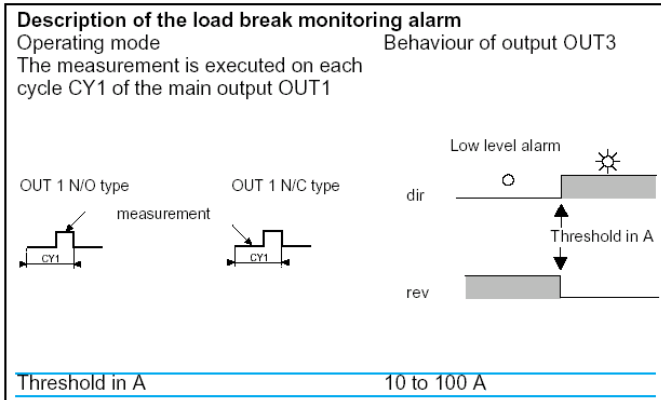 Description of the load break monitoring alarm
Operating mode
Behaviour of output OUT3
The measurement is executed on each
cycle CY1 of the main output OUT1
Low level alarm
OUT 1 N/O type
OUT 1 N/C type
dir
measurement
Threshold in A
CY1
CY1
rev
Threshold in A
10 to 100 A